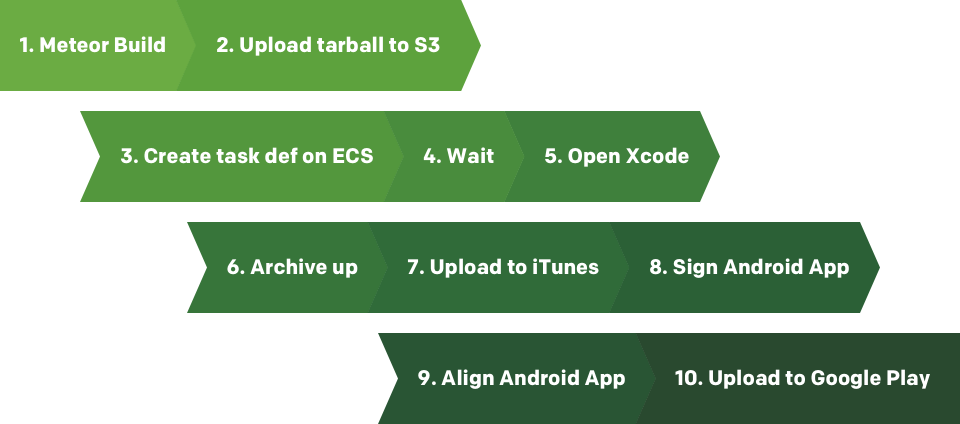 1. Meteor Build
2. Upload tarball to S3
3. Create task def on ECS
4. Wait
5. Open Xcode
6. Archive up
7. Upload to iTunes
8. Sign Android App
9. Align Android App
10. Upload to Google Play